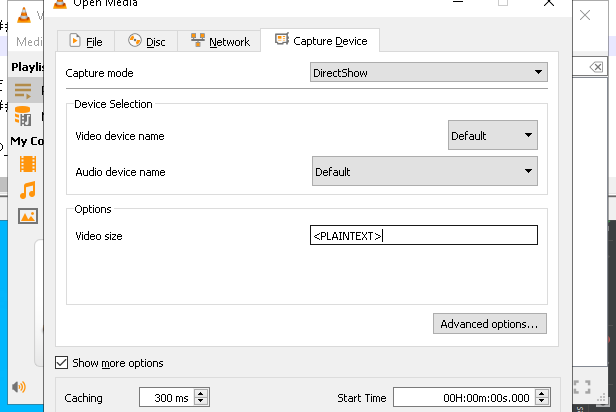 Open Media
Medi
File
Disc
Network
Capture Device
Playlis
Capture mode
DirectShow
Device Selection
Video device name
Default
My Co
Audio device name
Default
Options
Video size
<PLAINTEXT>
Advanced options...
Show more options
Caching
300 ms
Start Time
00H:00m:00s.000